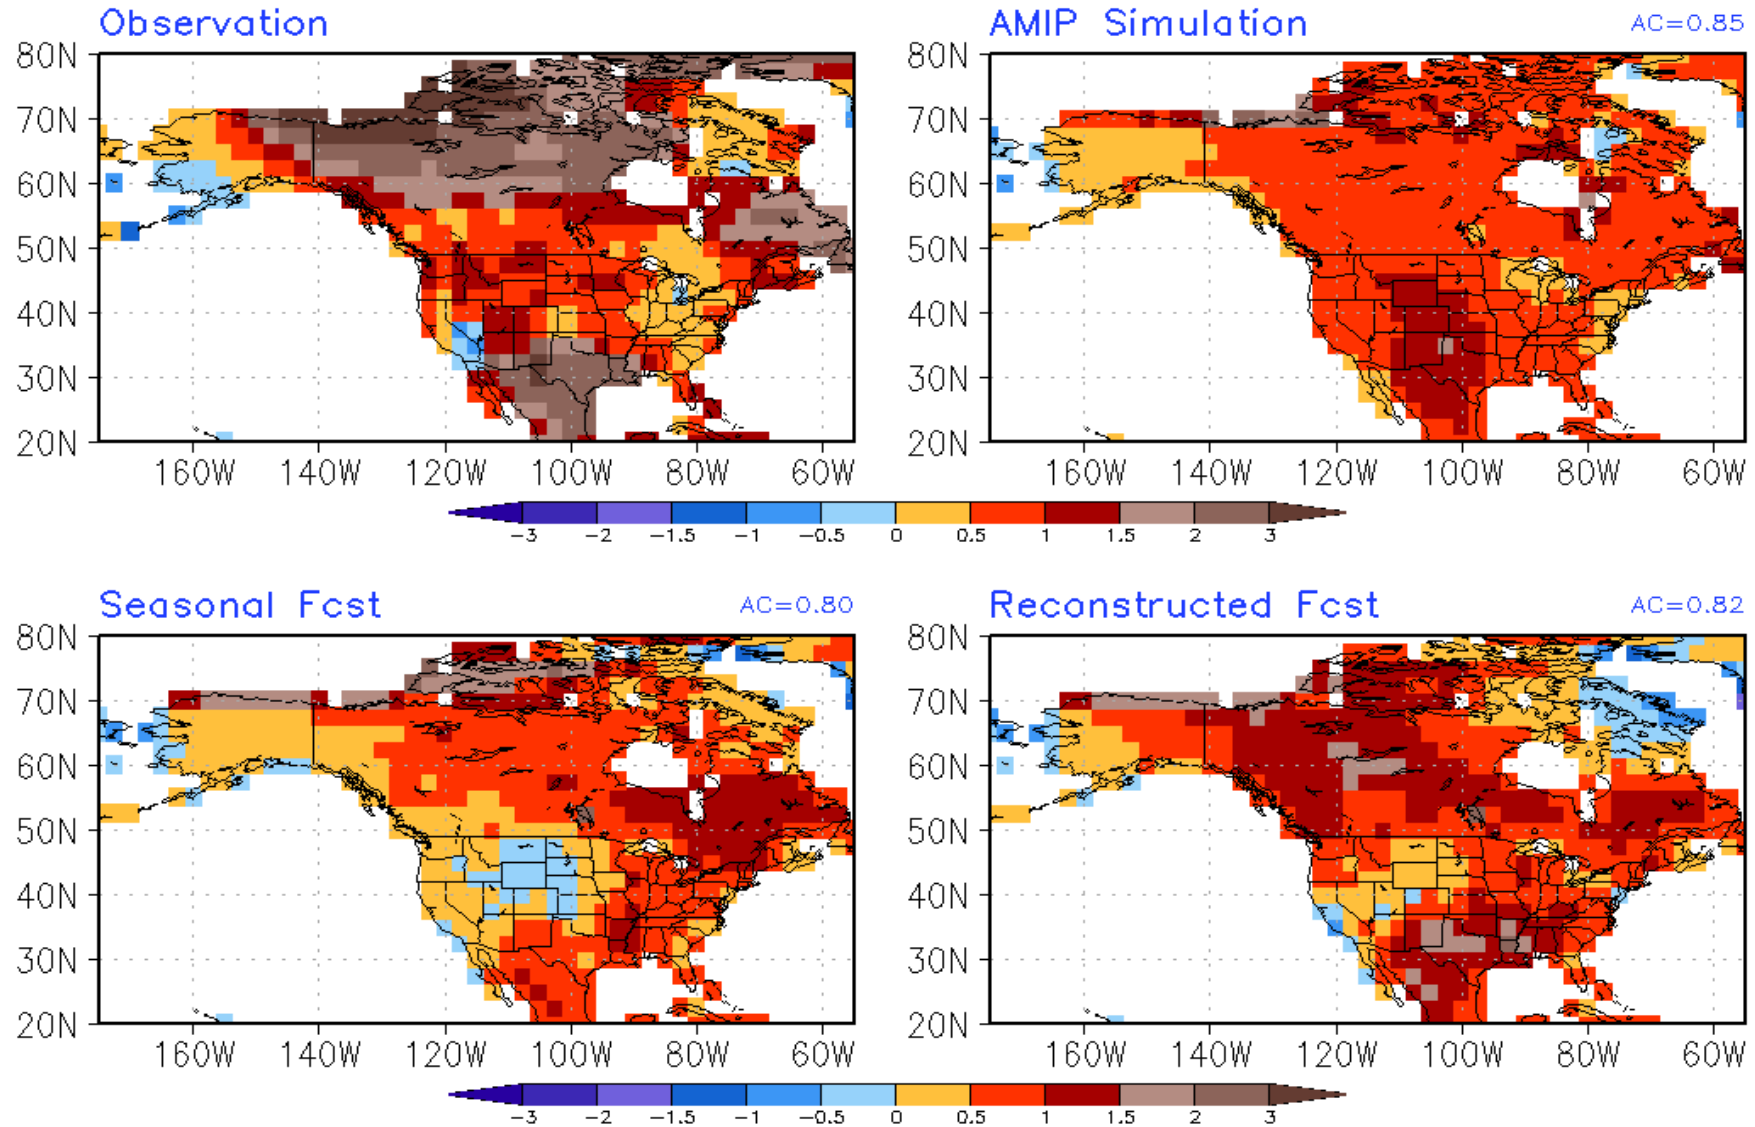 Observation
AMIP Simulation AC=0.85
80N
70N
60N
50N
40N
30N
20N
160W 140W 120W 100W 80W 60W
80N
70N
60N
50N
40N
30N
20N
160W 140W 120W 100W 80W 60W
-3 -2 -1.5 -1 -0.5 0 0.5 1 1.5 2 3
Seasonal Fcst AC=0.80
Reconstructed Fcst AC=0.82
80N
70N
60N
50N
40N
30N
20N
160W 140W 120W 100W 80W 60W
80N
70N
60N
50N
40N
30N
20N
160W 140W 120W 100W 80W 60W
-3 -2 -1.5 -1 -0.5 0 0.5 1 1.5 2 3